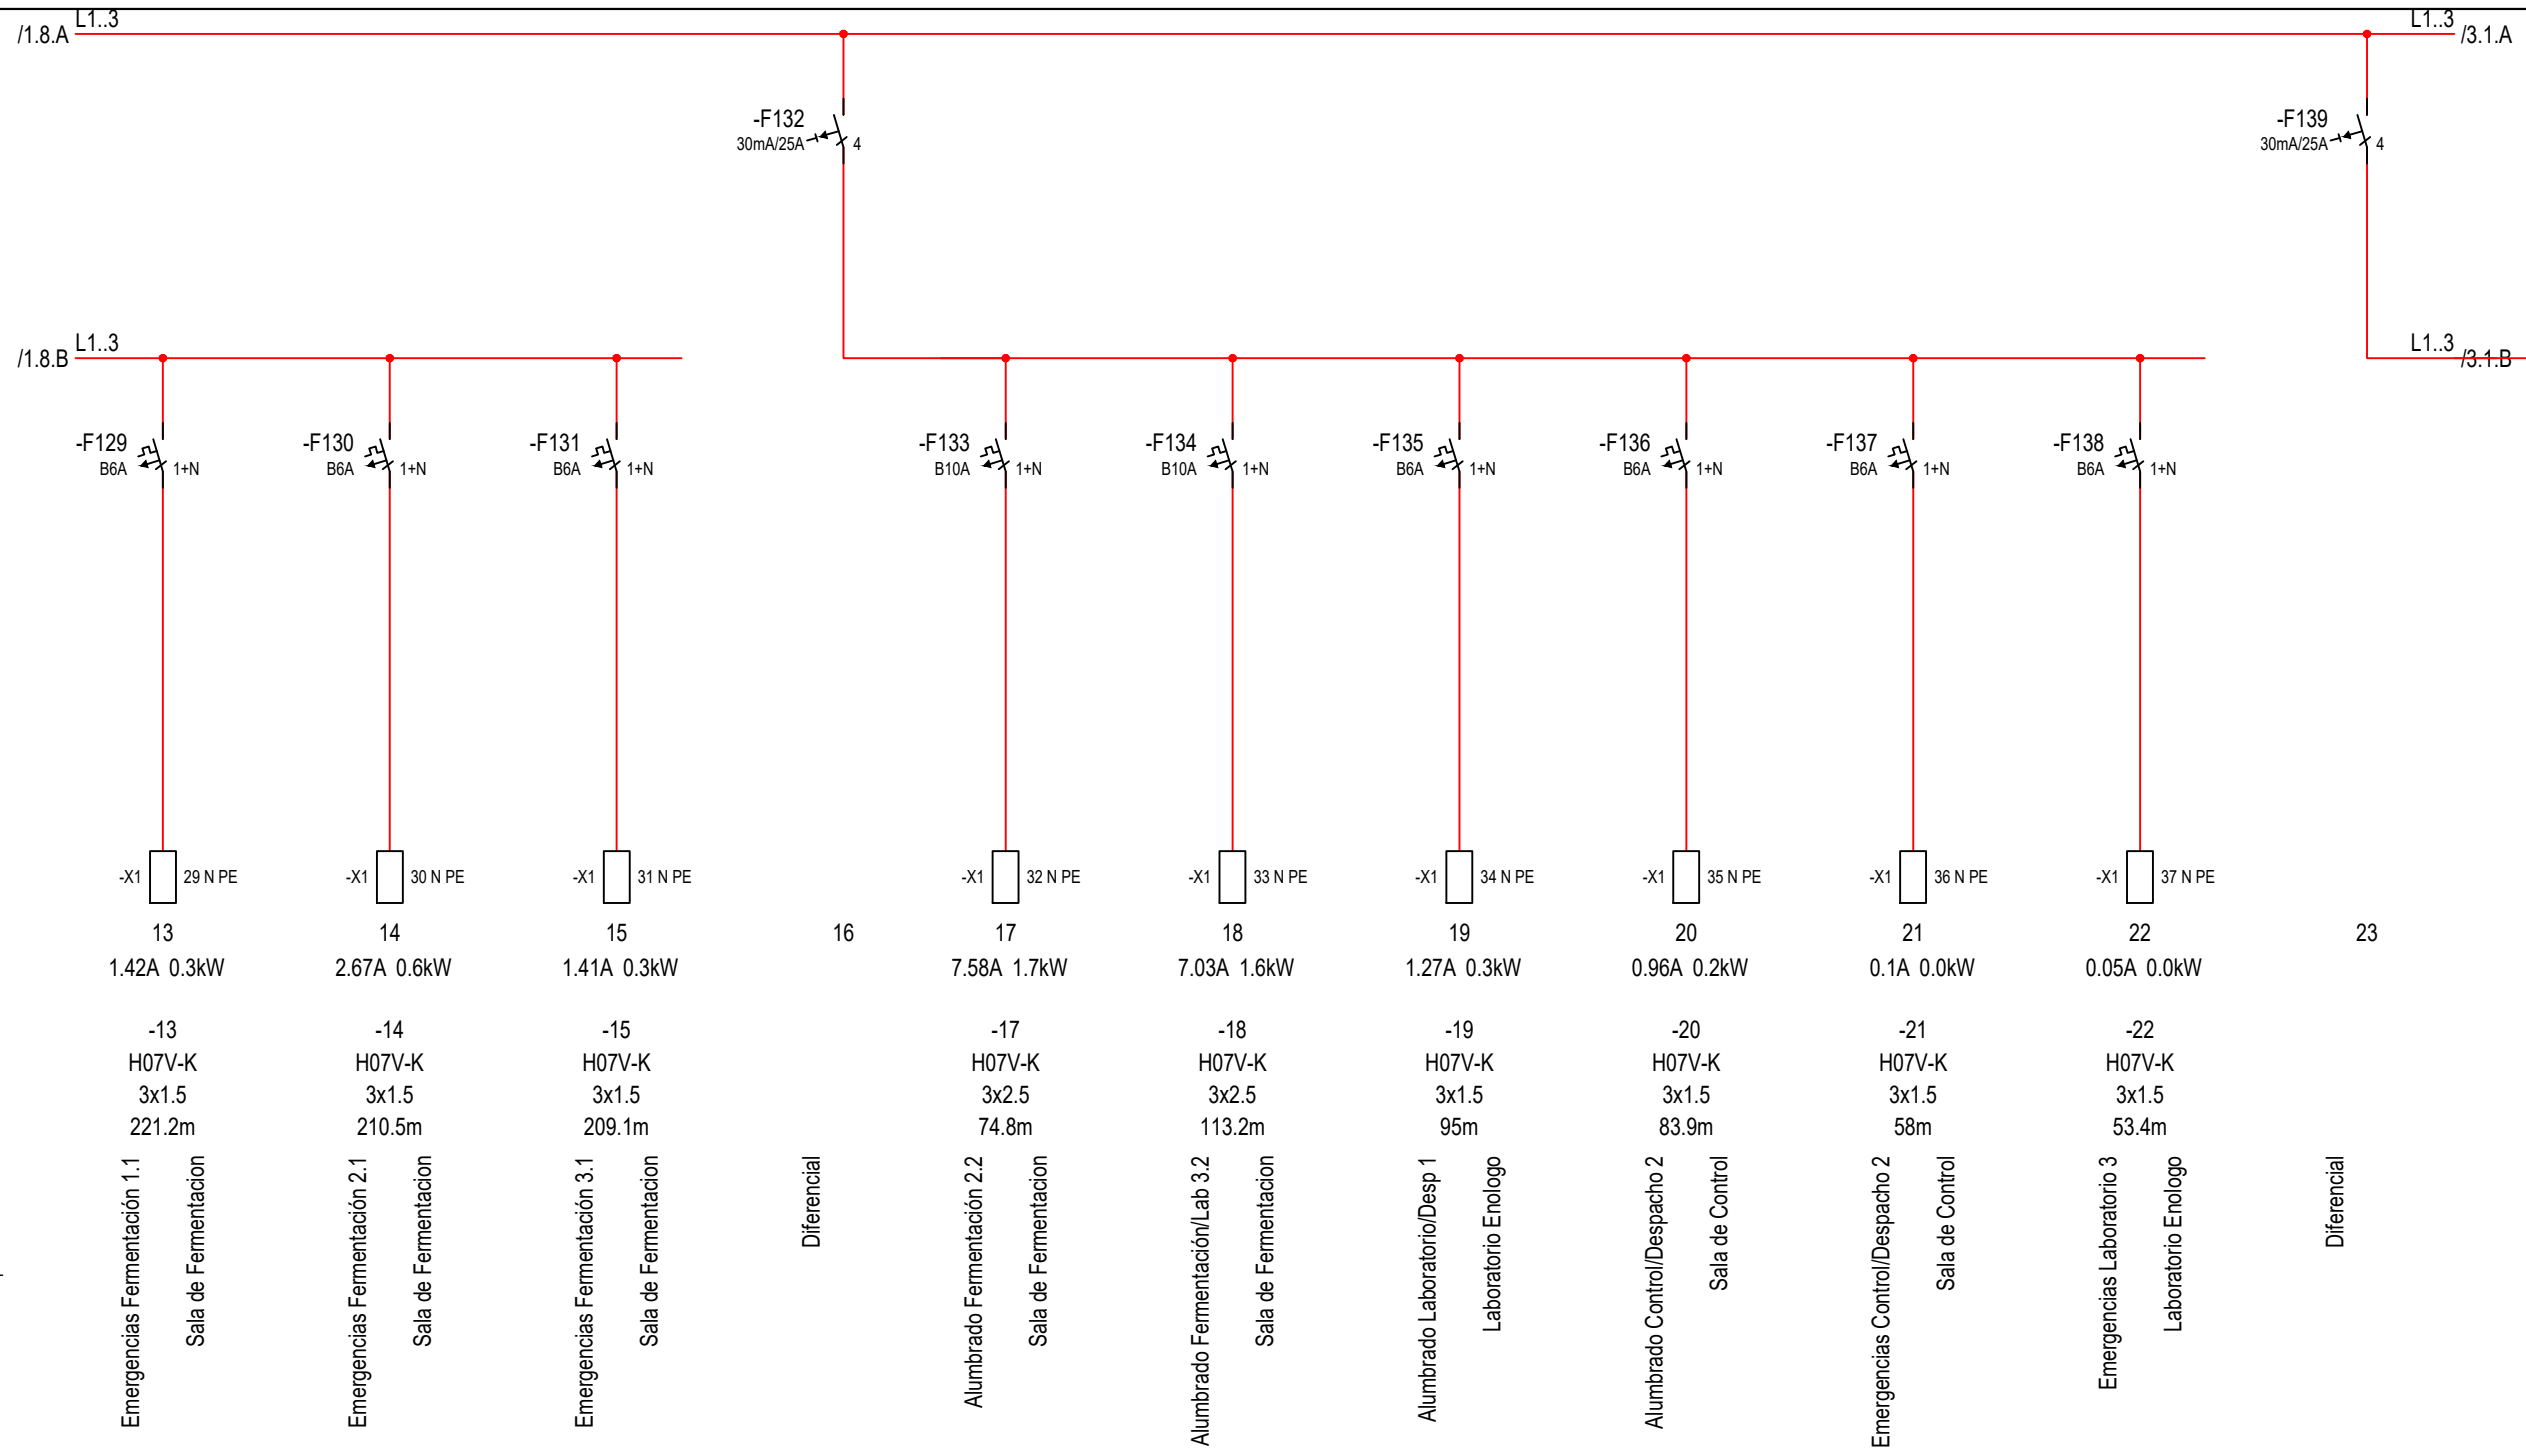 L1..3
L1..3
/1.8.A
/3.1.A
-F132
30mA/25A
4
-F139
30mA/25A
4
L1..3
L1..3
/1.8.B
/3.1.B
-F129
B6A
1+N
-F130
B6A
1+N
-F131
B6A
1+N
-F133
B10A
1+N
-F134
B10A
1+N
-F135
B6A
1+N
-F136
B6A
1+N
-F137
B6A
1+N
-F138
B6A
1+N
-X1
29 N PE
-X1
30 N PE
-X1
31 N PE
-X1
32 N PE
-X1
33 N PE
-X1
34 N PE
-X1
35 N PE
-X1
36 N PE
-X1
37 N PE
13
1.42A 0.3kW
-13
H07V-K
3x1.5
221.2m
Emergencias Fermentación 1.1
Sala de Fermentacion
14
2.67A 0.6kW
-14
H07V-K
3x1.5
210.5m
Emergencias Fermentación 2.1
Sala de Fermentacion
15
1.41A 0.3kW
-15
H07V-K
3x1.5
209.1m
Emergencias Fermentación 3.1
Sala de Fermentacion
16
Diferencial
17
7.58A 1.7kW
-17
H07V-K
3x2.5
74.8m
Alumbrado Fermentación 2.2
Sala de Fermentacion
18
7.03A 1.6kW
-18
H07V-K
3x2.5
113.2m
Alumbrado Fermentación/Lab 3.2
Sala de Fermentacion
19
1.27A 0.3kW
-19
H07V-K
3x1.5
95m
Alumbrado Laboratorio/Desp 1
Laboratorio Enologo
20
0.96A 0.2kW
-20
H07V-K
3x1.5
83.9m
Alumbrado Control/Despacho 2
Sala de Control
21
0.1A 0.0kW
-21
H07V-K
3x1.5
58m
Emergencias Control/Despacho 2
Sala de Control
22
0.05A 0.0kW
-22
H07V-K
3x1.5
53.4m
Emergencias Laboratorio 3
Laboratorio Enologo
23
Diferencial